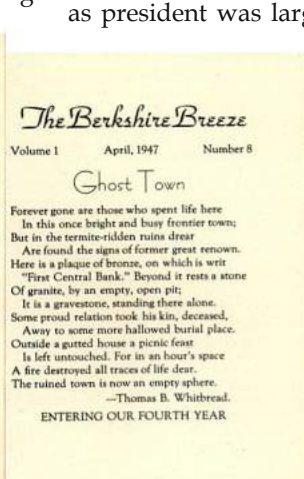 as president was larg
The Berkshire Breeze
Volume 1 April, 1947 Number 8
Ghost Town
Forever gone are those who spent life here
In this once bright and busy frontier town;
But in the termite-ridden ruins drear
Are found the signs of former great renown.
Here is a plaque of bronze, on which is writ
"First Central Bank." Beyond it rests a stone
Of granite, by an empty, open pit;
It is a gravestone, standing there alone.
Some proud relation took his kin, deceased,
Away to some more hallowed burial place.
Outside a gutted house a picnic feast
Is left untouched. For in an hour's space
A fire destroyed all traces of life dear.
The ruined town is now an empty sphere.
—Thomas B. Whitbread.
ENTERING OUR FOURTH YEAR